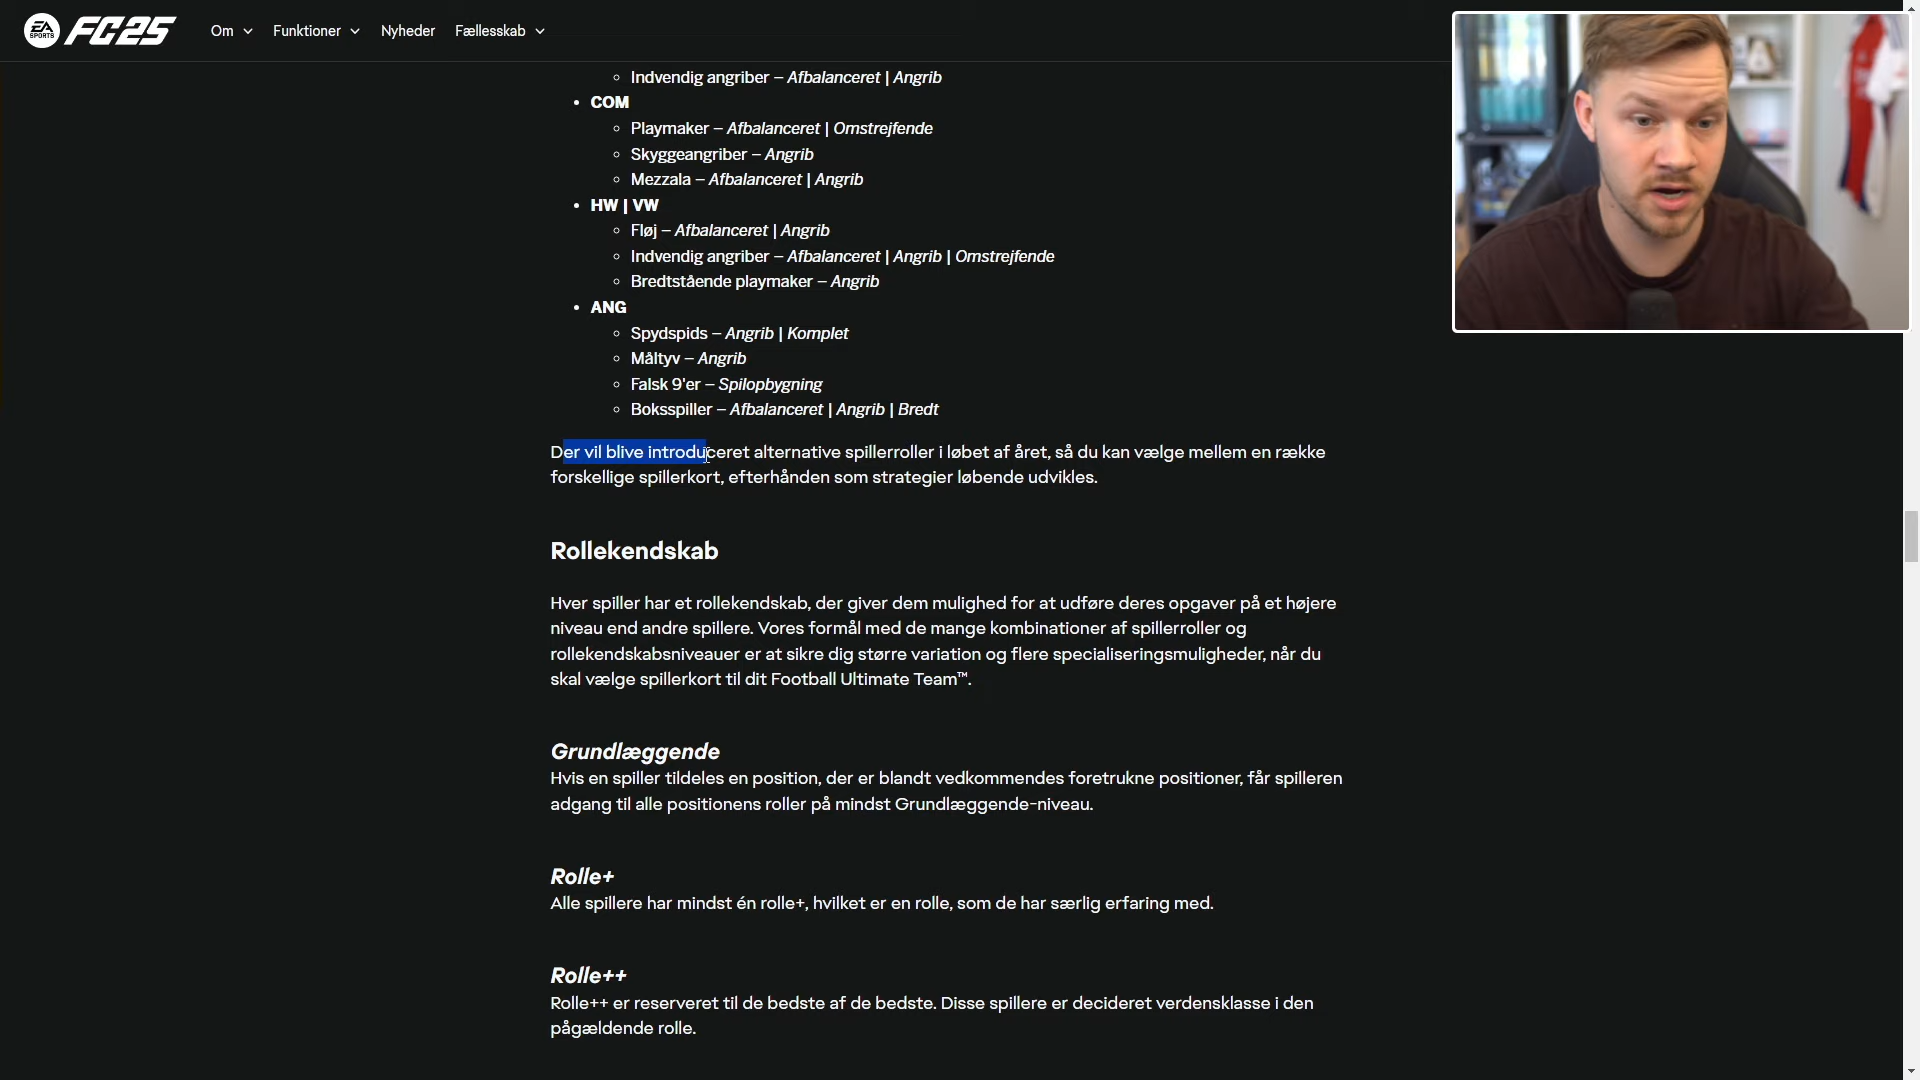 EA SPORTS FC25 Om Funktioner Nyheder Fællesskab
Indvendig angriber – Afbalanceret | Angrib
COM
Playmaker – Afbalanceret | Omstrejfende
Skyggeangriber – Angrib
Mezzala – Afbalanceret | Angrib
HW | VW
Fløj – Afbalanceret | Angrib
Indvendig angriber – Afbalanceret | Angrib | Omstrejfende
Bredtstående playmaker – Angrib
ANG
Spydspids – Angrib | Komplet
Måltyv – Angrib
Falsk 9'er – Spilopbygning
Boksspiller – Afbalanceret | Angrib | Bredt
Der vil blive introduceret alternative spillerroller i løbet af året, så du kan vælge mellem en række
forskellige spillerkort, efterhånden som strategier løbende udvikles.
Rollekendskab
Hver spiller har et rollekendskab, der giver dem mulighed for at udføre deres opgaver på et højere
niveau end andre spillere. Vores formål med de mange kombinationer af spillerroller og
rollekendskabsniveauer er at sikre dig større variation og flere specialiseringsmuligheder, når du
skal vælge spillerkort til dit Football Ultimate Team™.
Grundlæggende
Hvis en spiller tildeles en position, der er blandt vedkommendes foretrukne positioner, får spilleren
adgang til alle positionens roller på mindst Grundlæggende-niveau.
Rolle+
Alle spillere har mindst én rolle+, hvilket er en rolle, som de har særlig erfaring med.
Rolle++
Rolle++ er reserveret til de bedste af de bedste. Disse spillere er decideret verdensklasse i den
pågældende rolle.